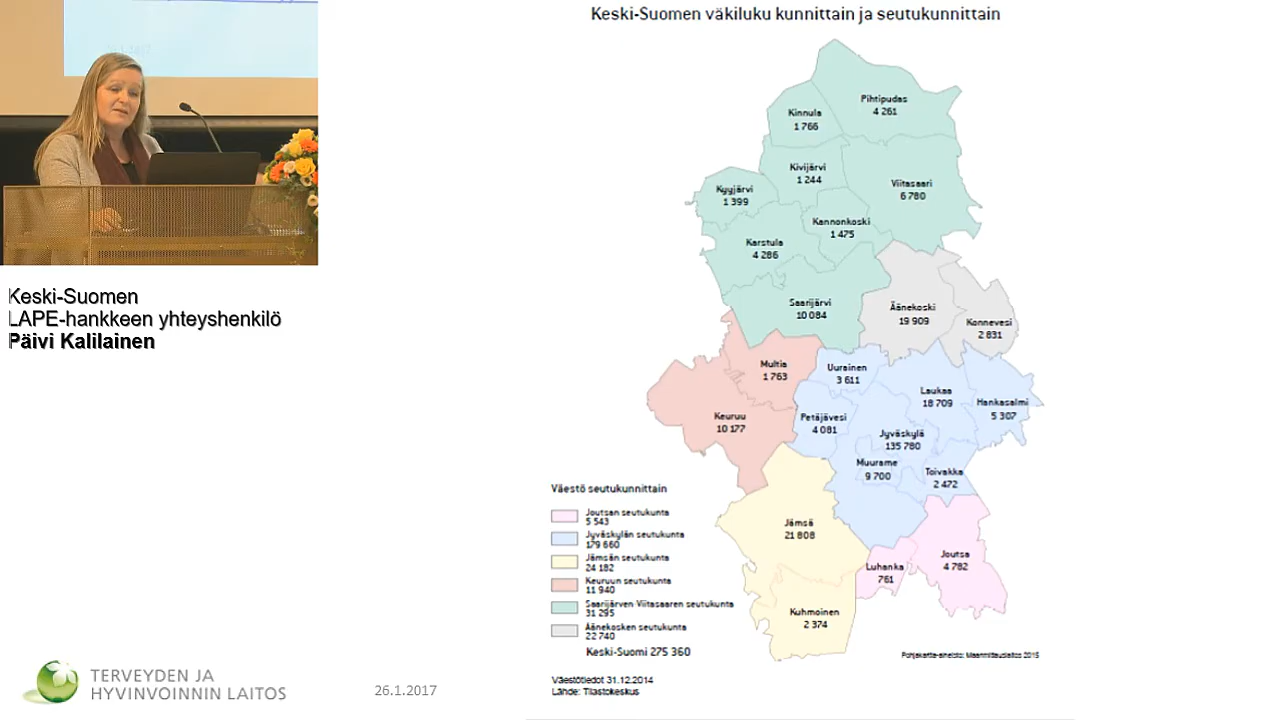 Keski-Suomen väkiluku kunnittain ja seutukunnittain
Pihtipudas
4 261
Kinnula
1 766
Kivijärvi
1 244
Viitasaari
6 780
Kyyjärvi
1 399
Kannonkoski
1 475
Karstula
4 286
Saarijärvi
10 084
Äänekoski
19 909
Konnevesi
2 831
Multia
1 763
Uurainen
3 611
Laukaa
18 709
Hankasalmi
5 307
Keuruu
10 177
Petäjävesi
4 081
Jyväskylä
135 780
Muurame
9 700
Toivakka
2 472
Jämsä
21 808
Joutsa
4 782
Luhanka
761
Kuhmoinen
2 374
Väestö seutukunnittain
Joutsan seutukunta
5 543
Jyväskylän seutukunta
179 660
Jämsän seutukunta
24 182
Keuruun seutukunta
11 940
Saarijärven Viitasaaren seutukunta
31 295
Äänekosken seutukunta
22 740
Keski-Suomi 275 360
Väestötiedot 31.12.2014
Lähde: Tilastokeskus
Pohjakartta-aineisto: Maanmittauslaitos 2015
Keski-Suomen
LAPE-hankkeen yhteyshenkilö
Päivi Kalilainen
TERVEYDEN JA
HYVINVOINNIN LAITOS
26.1.2017